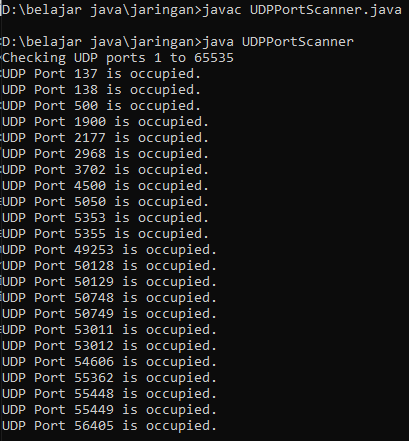 D:\belajar java\jaringan>javac UDPPortScanner.java
D:\belajar java\jaringan>java UDPPortScanner
Checking UDP ports 1 to 65535
UDP Port 137 is occupied.
UDP Port 138 is occupied.
UDP Port 500 is occupied.
UDP Port 1900 is occupied.
UDP Port 2177 is occupied.
UDP Port 2968 is occupied.
UDP Port 3702 is occupied.
UDP Port 4500 is occupied.
UDP Port 5050 is occupied.
UDP Port 5353 is occupied.
UDP Port 5355 is occupied.
UDP Port 49253 is occupied.
UDP Port 50128 is occupied.
UDP Port 50129 is occupied.
UDP Port 50748 is occupied.
UDP Port 50749 is occupied.
UDP Port 53011 is occupied.
UDP Port 53012 is occupied.
UDP Port 54606 is occupied.
UDP Port 55362 is occupied.
UDP Port 55448 is occupied.
UDP Port 55449 is occupied.
UDP Port 56405 is occupied.